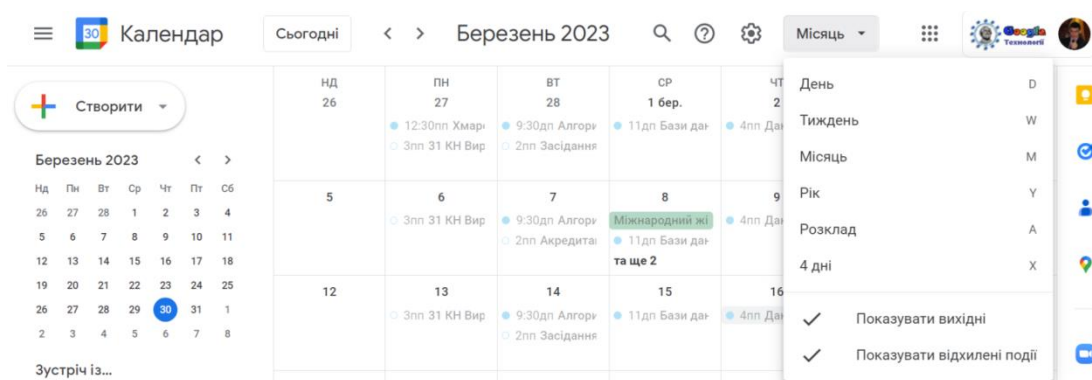 30 Календар Сьогодні Березень 2023 Місяць Google Технології
Створити
Березень 2023
Нд Пн Вт Ср Чт Пт Сб
26 27 28 1 2 3 4
5 6 7 8 9 10 11
12 13 14 15 16 17 18
19 20 21 22 23 24 25
26 27 28 29 30 31 1
2 3 4 5 6 7 8
Зустріч із...
НД ПН ВТ СР ЧТ
26 27 28 1 бер. 2
12:30пп Хмар 9:30дп Алгори 11дп Бази дан 4пп Дан
3пп 31 КН Вир 2пп Засідання
5 6 7 8 9
3пп 31 КН Вир 9:30дп Алгори Міжнародний жі 4пп Дан
2пп Акредита 11дп Бази дан
та ще 2
12 13 14 15 16
3пп 31 КН Вир 9:30дп Алгори 11дп Бази дан 4пп Дан
2пп Засідання
День D
Тиждень W
Місяць M
Рік Y
Розклад A
4 дні X
Показувати вихідні
Показувати відхилені події